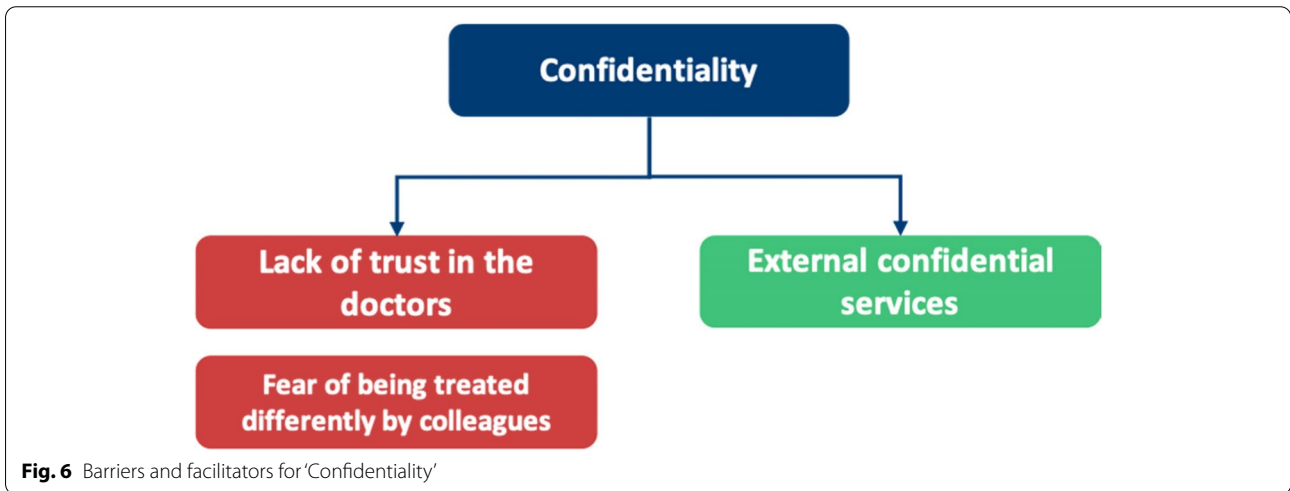 Confidentiality
Lack of trust in the
doctors
External confidential
services
Fear of being treated
differently by colleagues
Fig. 6 Barriers and facilitators for ‘Confidentiality’